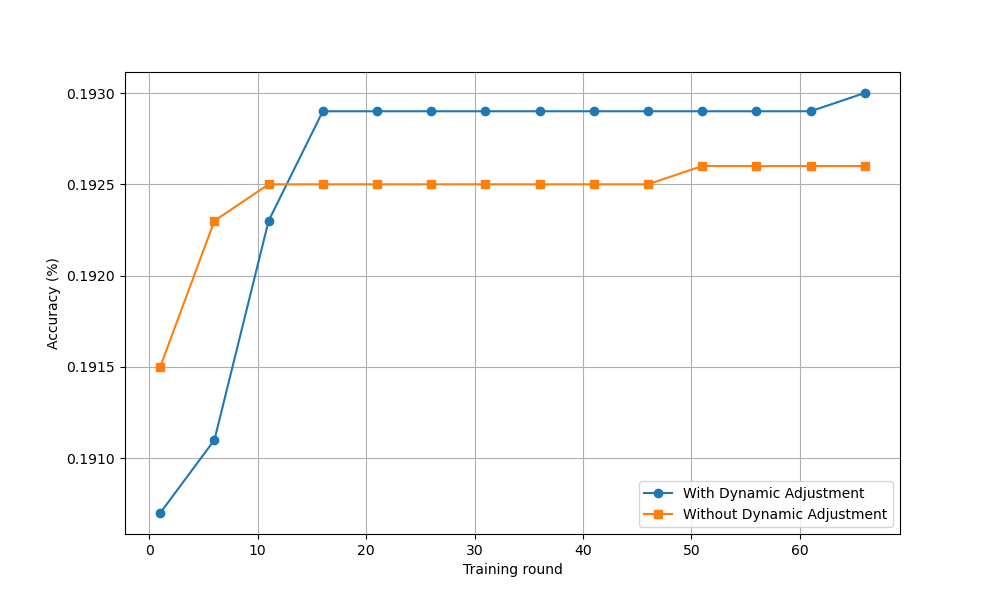 0.1930
0.1925
0.1920
0.1915
0.1910
Accuracy (%)
0 10 20 30 40 50 60
Training round
With Dynamic Adjustment
Without Dynamic Adjustment